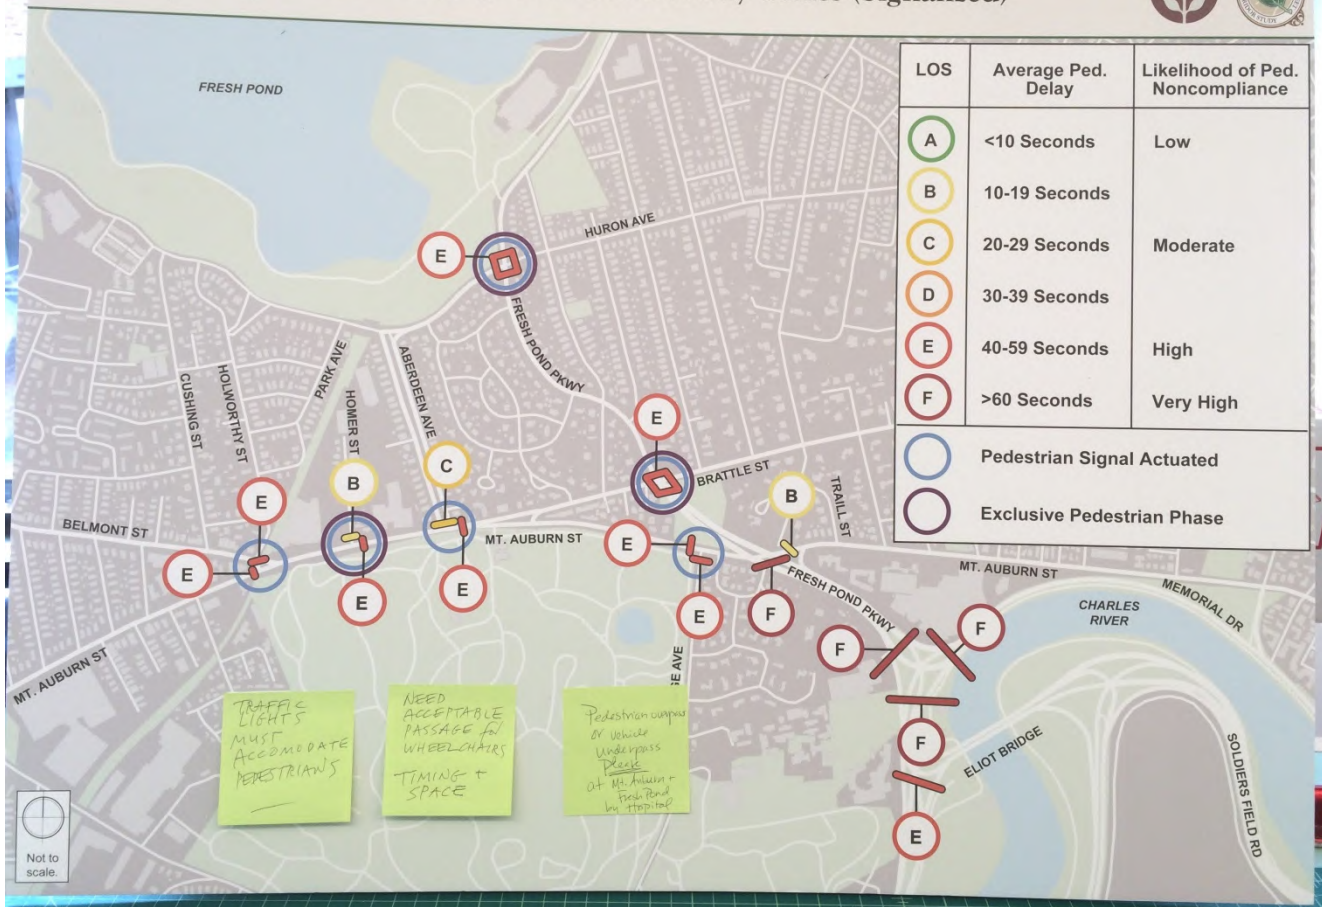 (Signalized)
FRESH POND
HURON AVE
E
FRESH POND PKWY
PARK AVE
ABERDEEN AVE
CUSHING ST
HOLWORTHY ST
HOMER ST
E
C
B
E
BRATTLE ST
B
TRAILL ST
BELMONT ST
MT. AUBURN ST
E
E
E
E
E
E
F
FRESH POND PKWY
MT. AUBURN ST
MEMORIAL DR
CHARLES
RIVER
F
F
F
E
ELIOT BRIDGE
SOLDIERS FIELD RD
MT. AUBURN ST
SE AVE
LOS
Average Ped.
Delay
Likelihood of Ped.
Noncompliance
A <10 Seconds Low
B 10-19 Seconds
C 20-29 Seconds Moderate
D 30-39 Seconds
E 40-59 Seconds High
F >60 Seconds Very High
Pedestrian Signal Actuated
Exclusive Pedestrian Phase
TRAFFIC
LIGHTS
MUST
ACCOMODATE
PEDESTRIANS
NEED
ACCEPTABLE
PASSAGE for
WHEELCHAIRS
TIMING +
SPACE
Pedestrian
or vehicle
Underpass
Please
at Mt. Auburn +
Fresh Pond
by Hospital
Not to
scale.